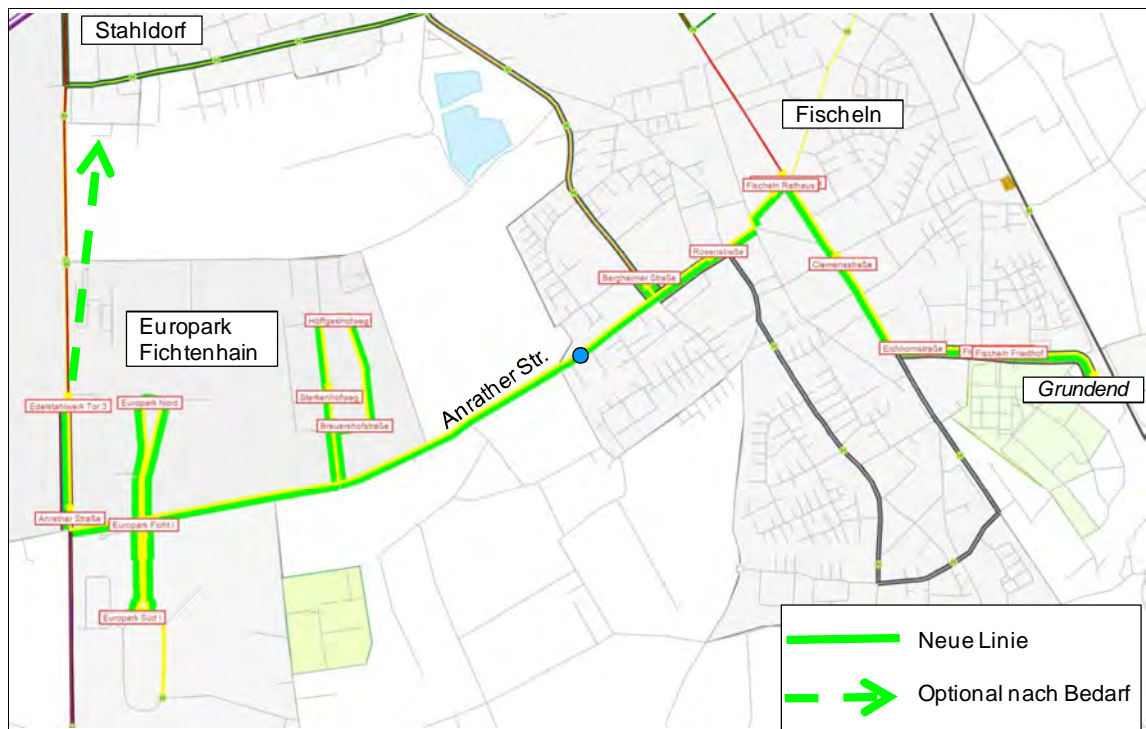 Stahldorf
Fischeln
Fischeln Rathaus
Rosenstraße
Bergheimer Straße
Clemensstraße
Europark
Fichtenhain
Höffgeshofweg
Eichhornstraße
Fischeln Friedhof
Anrather Str.
Grundend
Sterkenhofweg
Edelstahlwerk Tor 3
Europark Nord
Breuershofstraße
Anrather Straße
Europark Ficht I
Europark Süd I
Neue Linie
Optional nach Bedarf